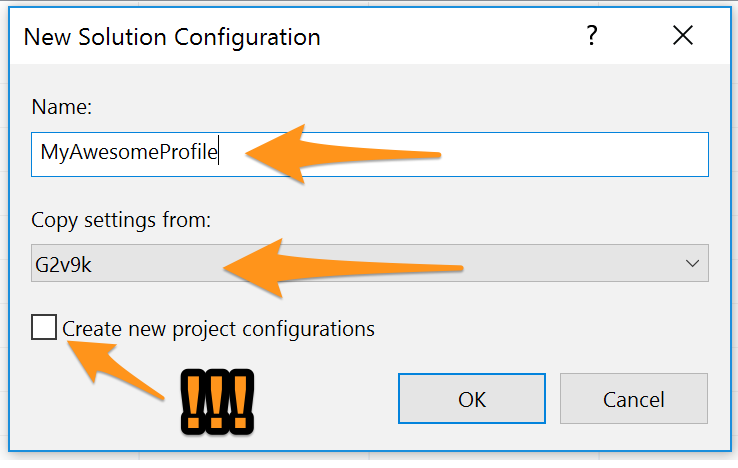 New Solution Configuration ?
Name:
MyAwesomeProfile
Copy settings from:
G2v9k
Create new project configurations
!!!
OK Cancel